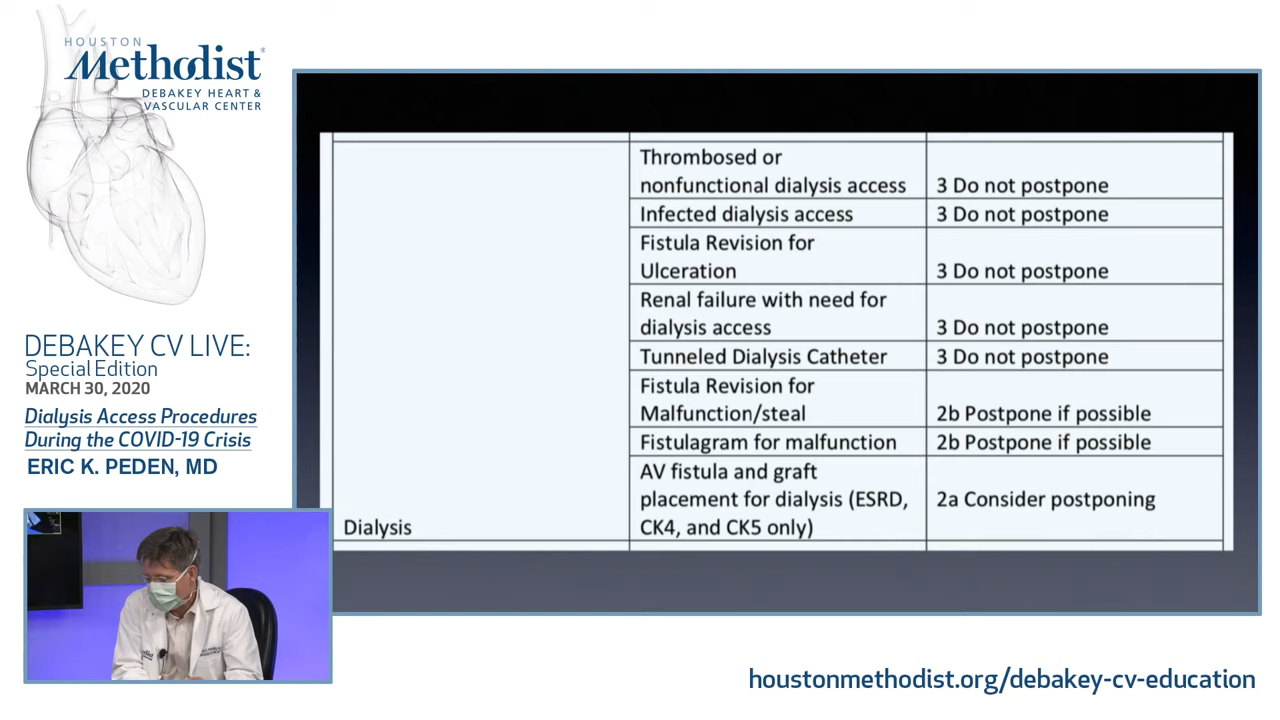 HOUSTON
Methodist®
DEBAKEY HEART &
VASCULAR CENTER
DEBAKEY CV LIVE:
Special Edition
MARCH 30, 2020
Dialysis Access Procedures
During the COVID-19 Crisis
ERIC K. PEDEN, MD
Thrombosed or
nonfunctional dialysis access 3 Do not postpone
Infected dialysis access 3 Do not postpone
Fistula Revision for
Ulceration 3 Do not postpone
Renal failure with need for
dialysis access 3 Do not postpone
Tunneled Dialysis Catheter 3 Do not postpone
Fistula Revision for
Malfunction/steal 2b Postpone if possible
Fistulagram for malfunction 2b Postpone if possible
AV fistula and graft
placement for dialysis (ESRD, 2a Consider postponing
Dialysis CK4, and CK5 only)
houstonmethodist.org/debakey-cv-education